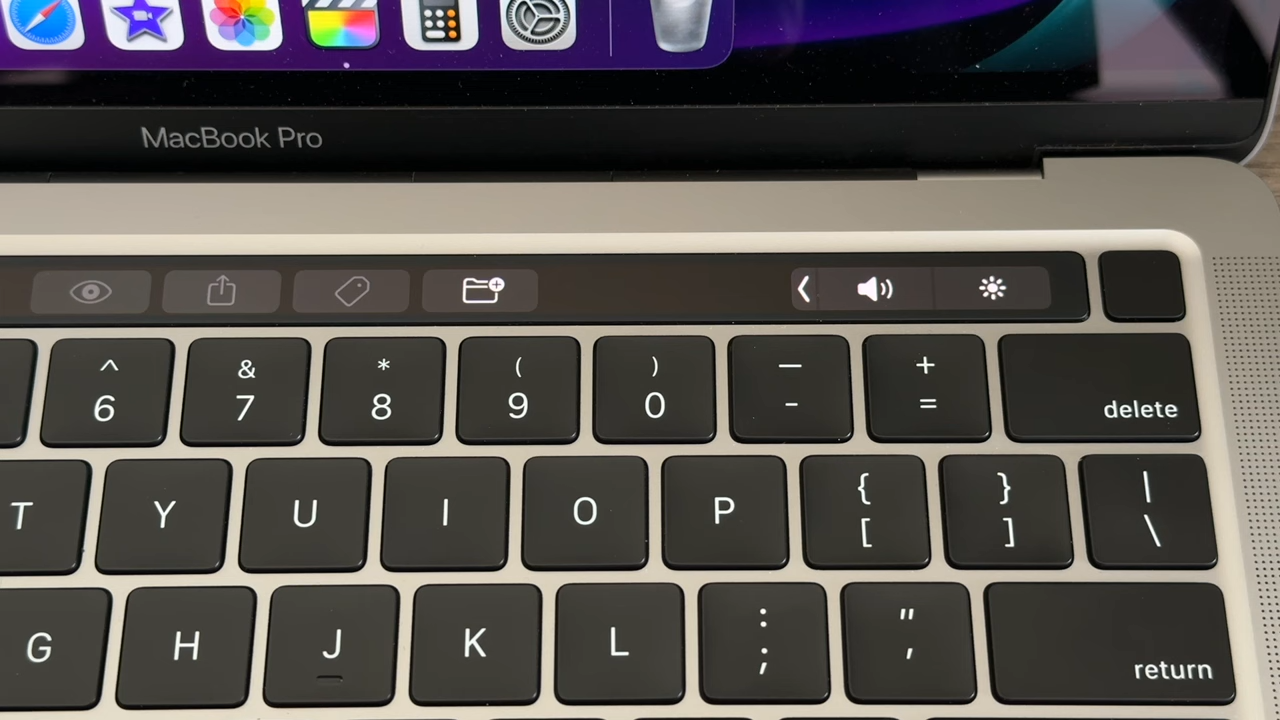 MacBook Pro
^ & * ( ) — +
6 7 8 9 0 - = delete
T Y U I O P { } |
[ ] \
G H J K L : "
; ' return